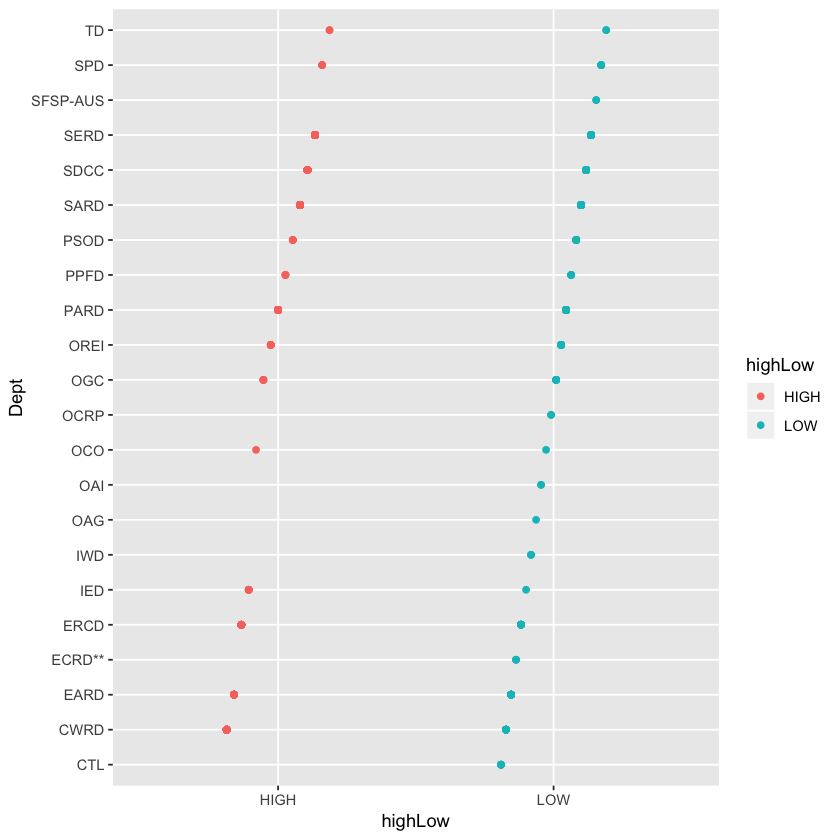 TD
SPD
SFSP-AUS
SERD
SDCC
SARD
PSOD
PPFD
PARD
OREI
OGC
OCRP
OCO
OAI
OAG
IWD
IED
ERCD
ECRD**
EARD
CWRD
CTL
Dept
HIGH LOW
highLow
highLow
HIGH
LOW